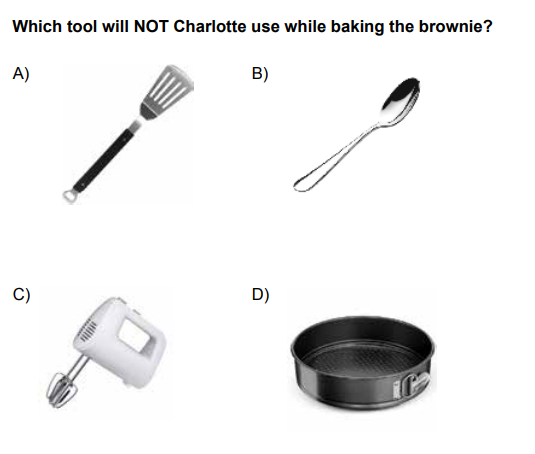 Which tool will NOT Charlotte use while baking the brownie?
A)
B)
C)
D)